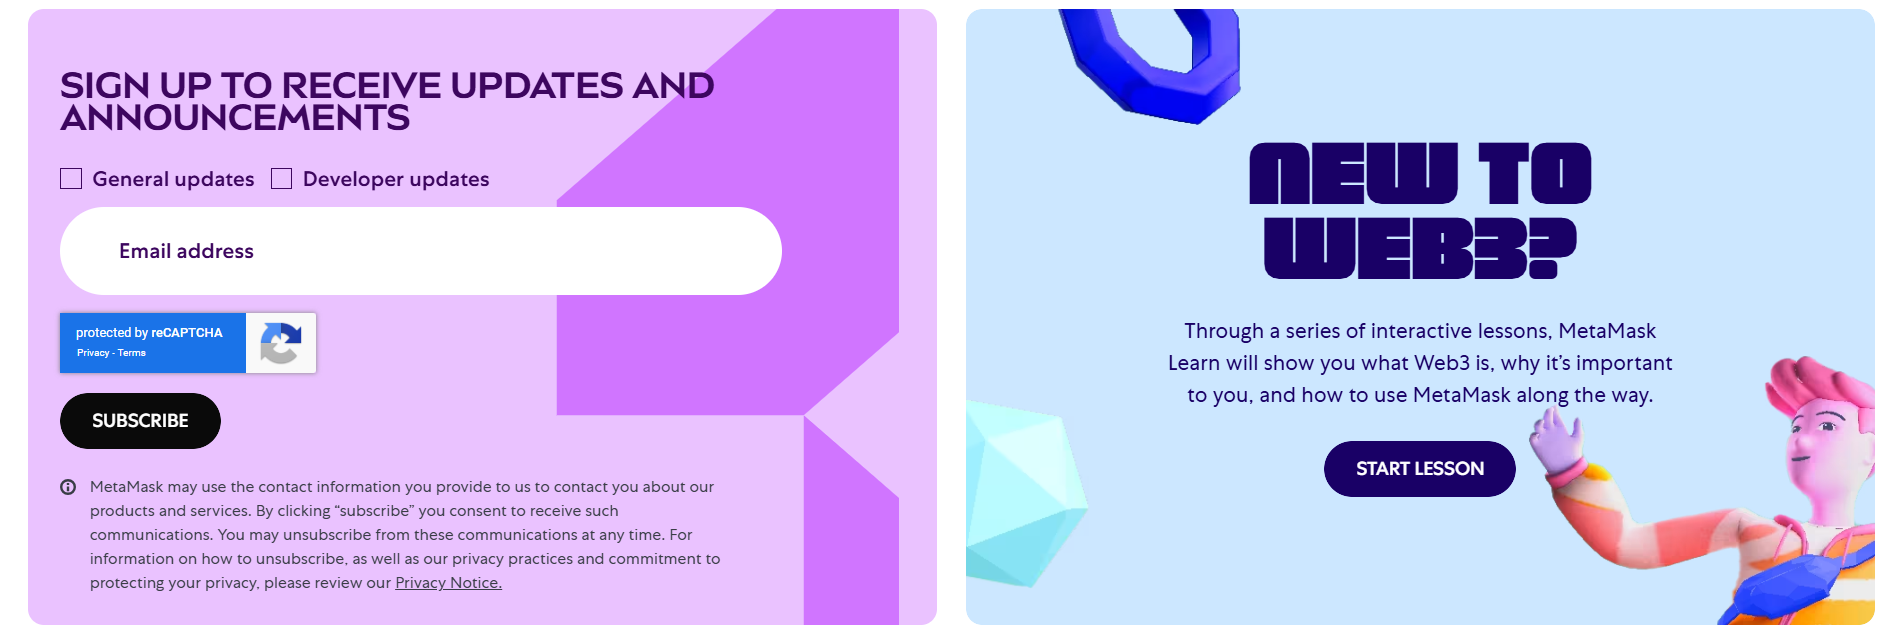 SIGN UP TO RECEIVE UPDATES AND
ANNOUNCEMENTS
General updates
Developer updates
Email address
protected by reCAPTCHA
Privacy - Terms
SUBSCRIBE
MetaMask may use the contact information you provide to us to contact you about our
products and services. By clicking “subscribe” you consent to receive such
communications. You may unsubscribe from these communications at any time. For
information on how to unsubscribe, as well as our privacy practices and commitment to
protecting your privacy, please review our Privacy Notice.
NEW TO
WEB3?
Through a series of interactive lessons, MetaMask
Learn will show you what Web3 is, why it’s important
to you, and how to use MetaMask along the way.
START LESSON